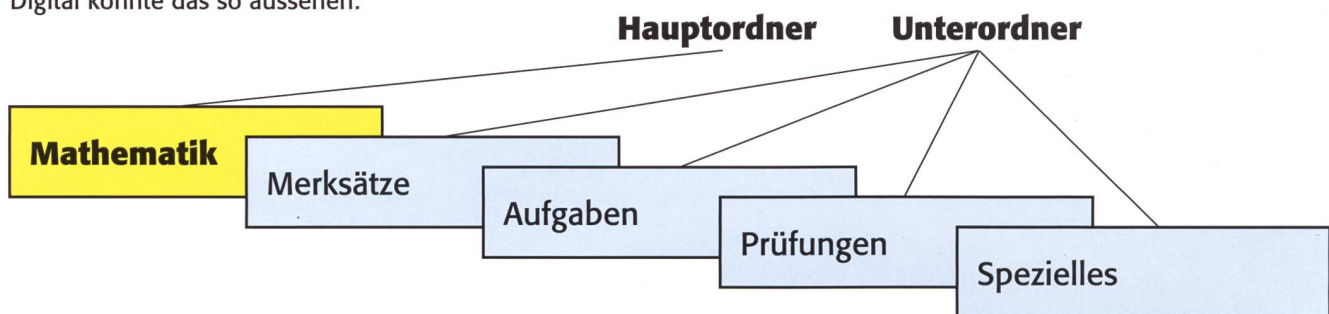 Digital könnte das so aussehen:
Hauptordner Unterordner
Mathematik
Merksätze
Aufgaben
Prüfungen
Spezielles